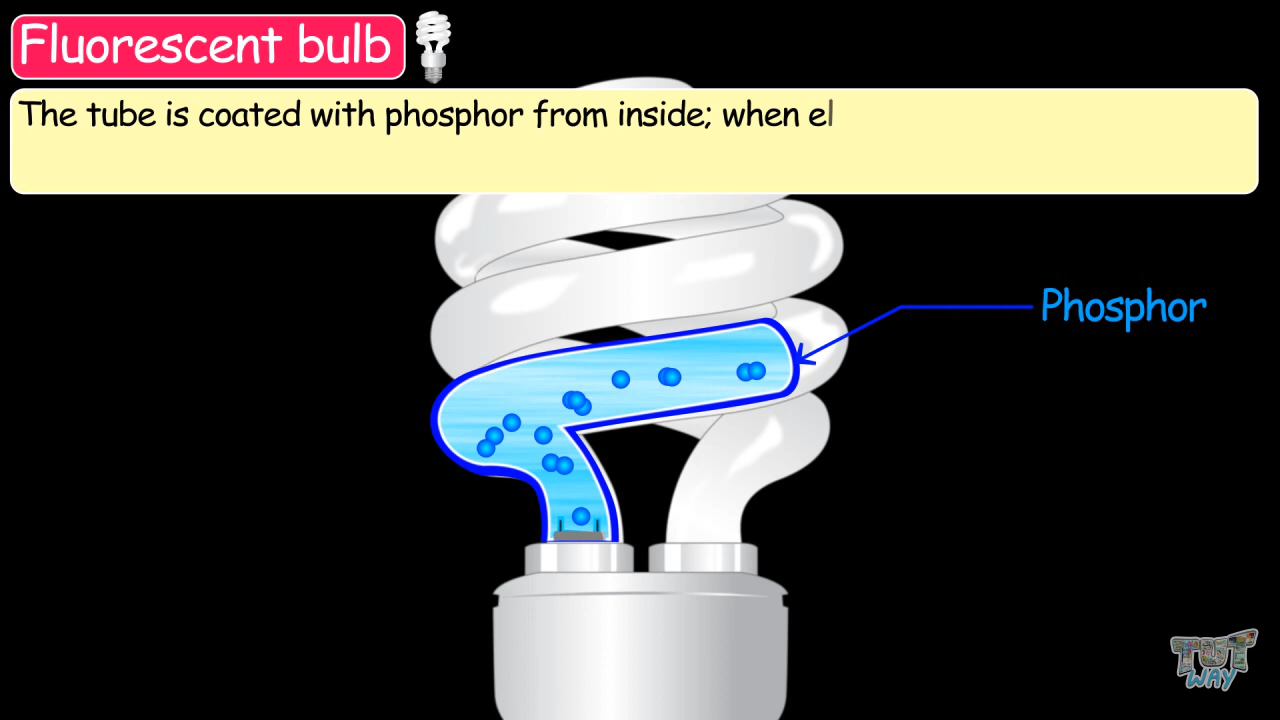 Fluorescent bulb
The tube is coated with phosphor from inside; when el
Phosphor
TUT
WAY